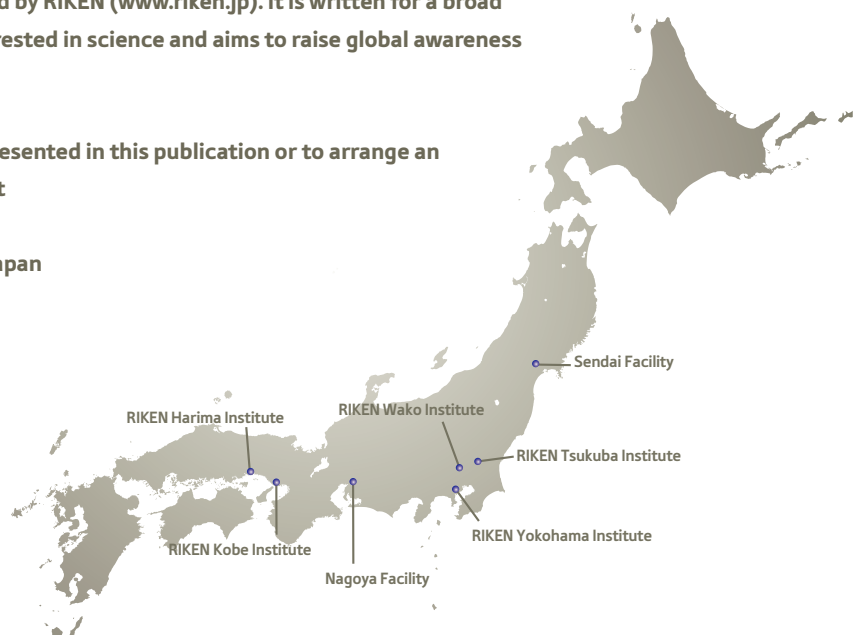 d by RIKEN (www.riken.jp). It is written for a broad
rested in science and aims to raise global awareness
esented in this publication or to arrange an
t
apan
Sendai Facility
RIKEN Harima Institute
RIKEN Wako Institute
RIKEN Tsukuba Institute
RIKEN Yokohama Institute
RIKEN Kobe Institute
Nagoya Facility